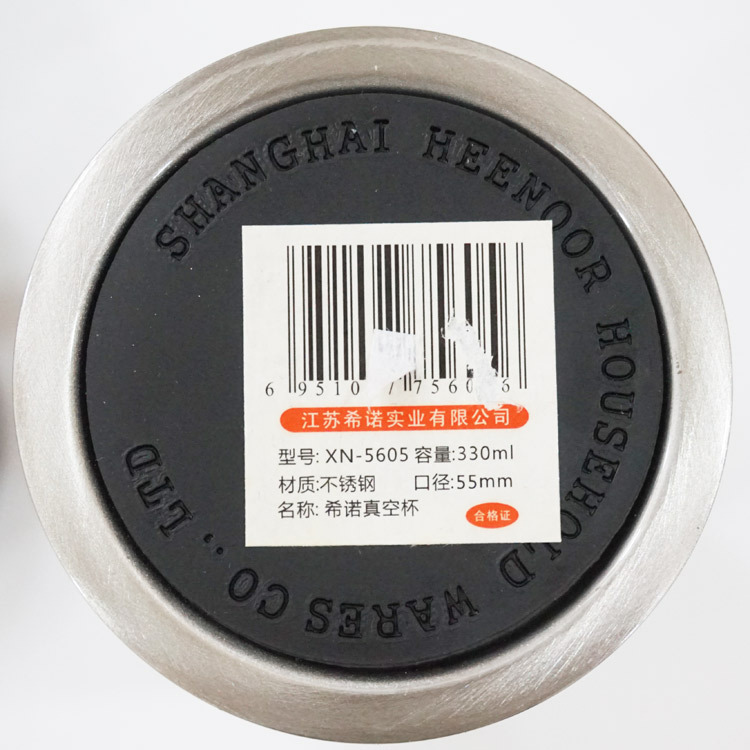 SHANGHAI HEENOOR HOUSEHOLD WARES CO., LTD
江苏希诺实业有限公司
型号: XN-5605 容量:330ml
材质:不锈钢 口径:55mm
名称: 希诺真空杯
合格证